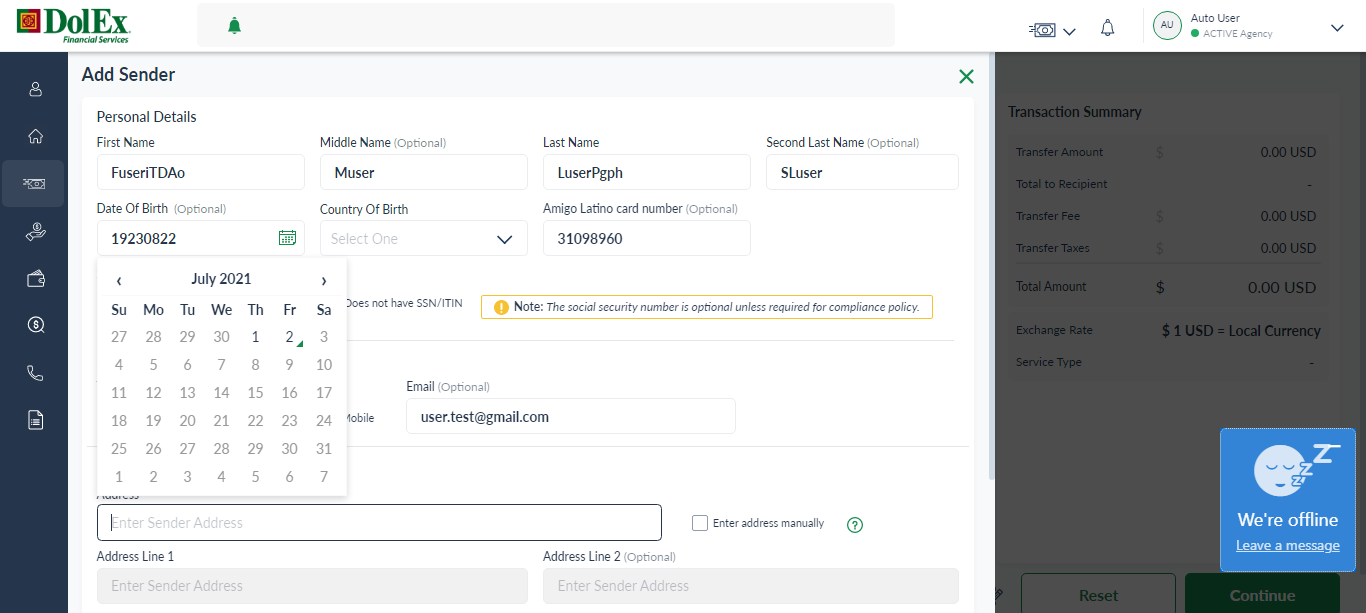 DolEx
Financial Services
AU
Auto User
ACTIVE Agency
Add Sender
Personal Details
First Name
Middle Name (Optional)
Last Name
Second Last Name (Optional)
FuseriTDAo
Muser
LuserPgph
SLuser
Date Of Birth (Optional)
Country Of Birth
Amigo Latino card number (Optional)
19230822
Select One
31098960
‹ July 2021 ›
Su Mo Tu We Th Fr Sa
27 28 29 30 1 2 3
4 5 6 7 8 9 10
11 12 13 14 15 16 17
18 19 20 21 22 23 24
25 26 27 28 29 30 31
1 2 3 4 5 6 7
Does not have SSN/ITIN
Note: The social security number is optional unless required for compliance policy.
Email (Optional)
Mobile
user.test@gmail.com
Address
Enter Sender Address
Enter address manually
?
Address Line 1
Address Line 2 (Optional)
Enter Sender Address
Enter Sender Address
Transaction Summary
Transfer Amount $ 0.00 USD
Total to Recipient -
Transfer Fee $ 0.00 USD
Transfer Taxes $ 0.00 USD
Total Amount $ 0.00 USD
Exchange Rate $ 1 USD = Local Currency
Service Type -
We're offline
Leave a message
Reset
Continue